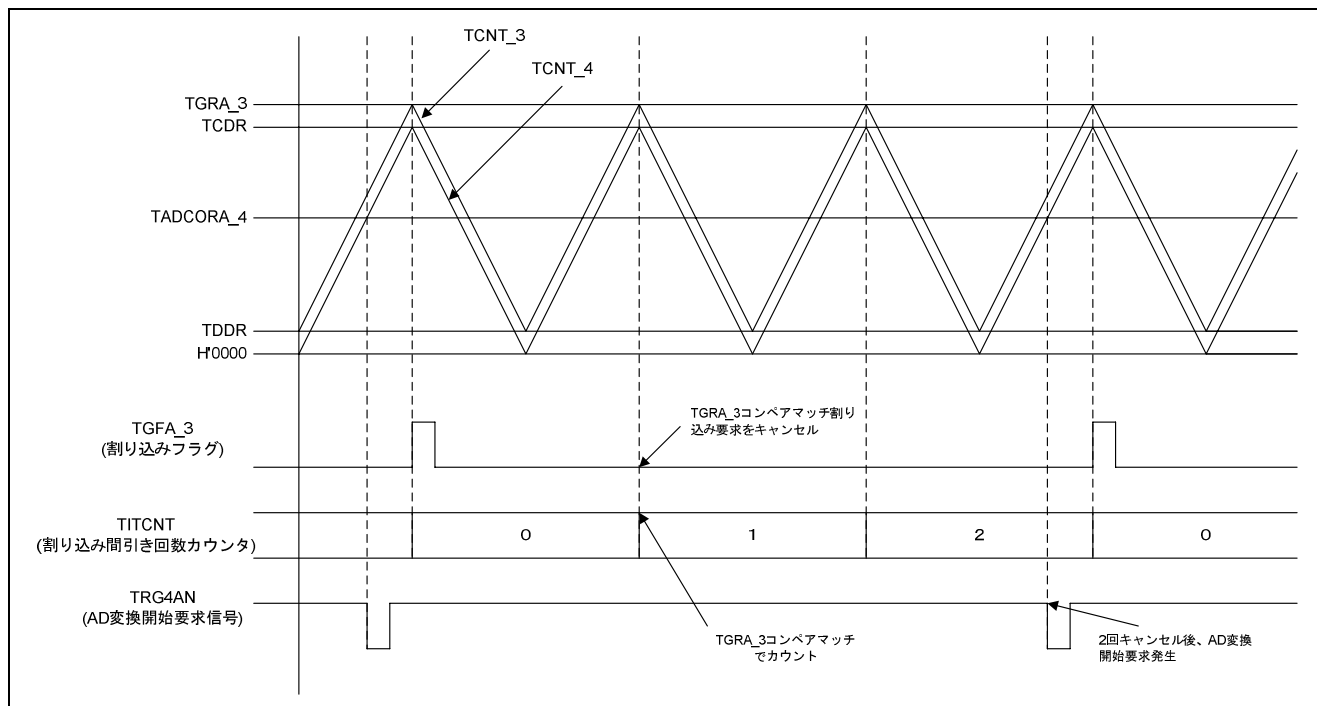 TCNT_3
TCNT_4
TGRA_3
TCDR
TADCORA_4
TDDR
H'0000
TGFA_3
(割り込みフラグ)
TGRA_3コンペアマッチ割り
込み要求をキャンセル
TITCNT
(割り込み間引き回数カウンタ)
0
1
2
0
TRG4AN
(AD変換開始要求信号)
TGRA_3コンペアマッチ
でカウント
2回キャンセル後、AD変換
開始要求発生